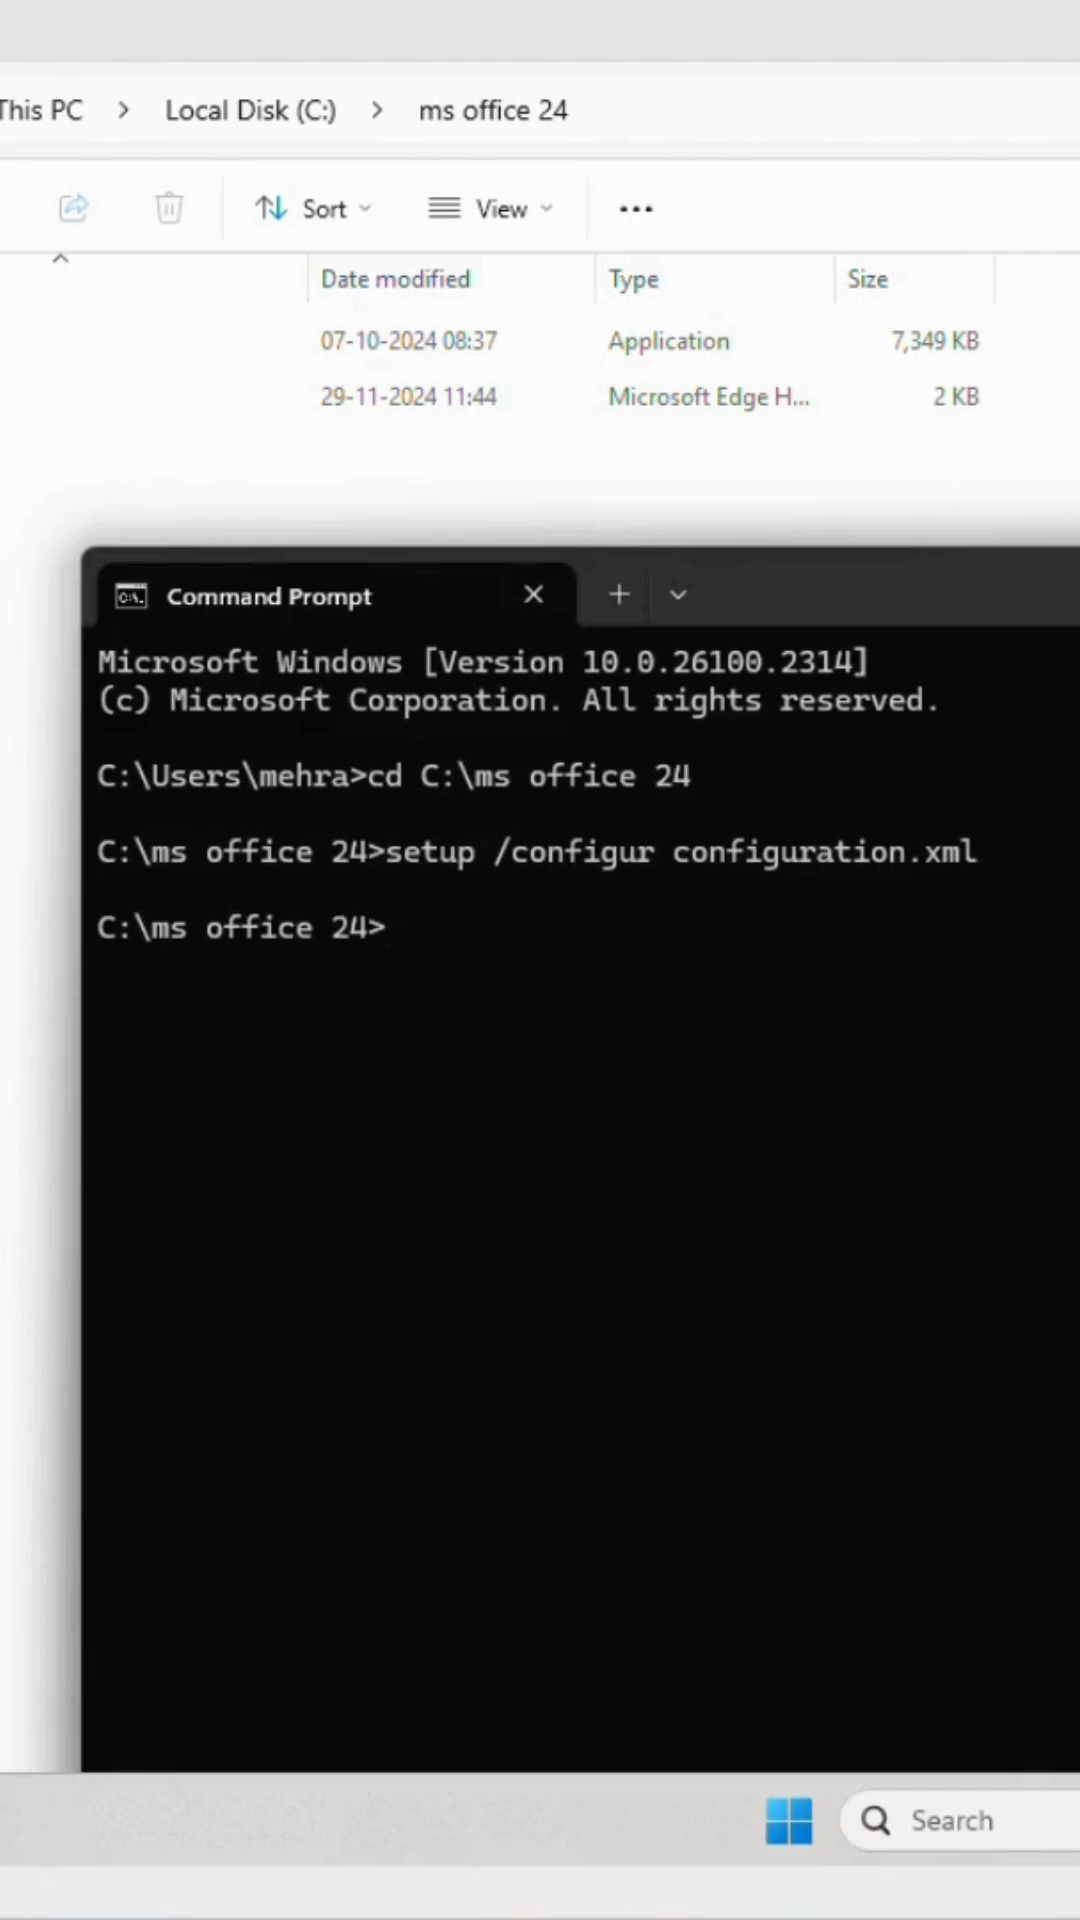 This PC > Local Disk (C:) > ms office 24
Sort View ...
Date modified Type Size
07-10-2024 08:37 Application 7,349 KB
29-11-2024 11:44 Microsoft Edge H... 2 KB
Command Prompt
Microsoft Windows [Version 10.0.26100.2314]
(c) Microsoft Corporation. All rights reserved.
C:\Users\mehra>cd C:\ms office 24
C:\ms office 24>setup /configur configuration.xml
C:\ms office 24>
Search